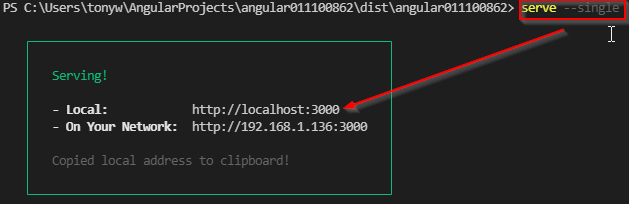 PS C:\Users\tonyw\AngularProjects\angular011100862\dist\angular011100862> serve --single
Serving!
- Local: http://localhost:3000
- On Your Network: http://192.168.1.136:3000
Copied local address to clipboard!